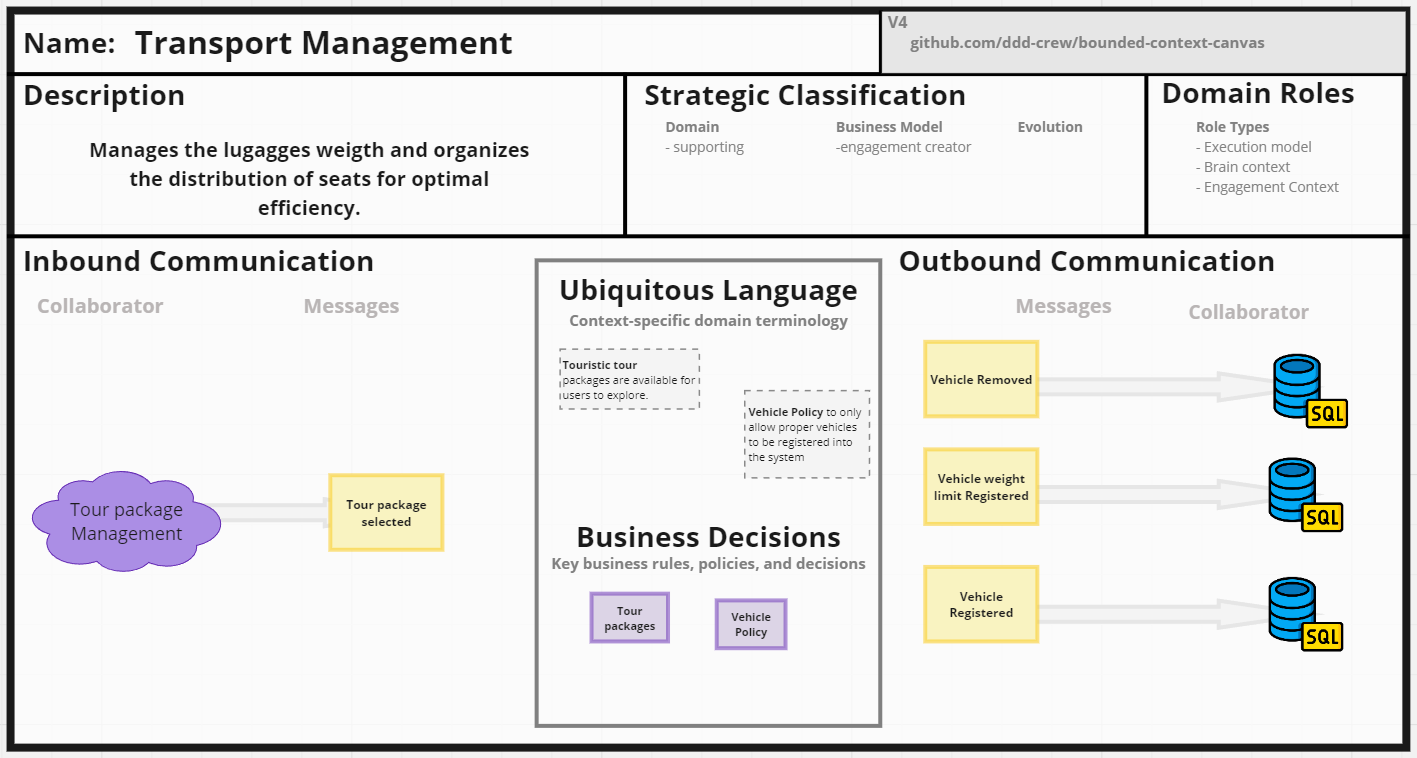 Name: Transport Management
V4
github.com/ddd-crew/bounded-context-canvas
Description
Manages the lugagges weigth and organizes
the distribution of seats for optimal
efficiency.
Strategic Classification
Domain
- supporting
Business Model
-engagement creator
Evolution
Domain Roles
Role Types
- Execution model
- Brain context
- Engagement Context
Inbound Communication
Collaborator
Messages
Tour package
Management
Tour package
selected
Ubiquitous Language
Context-specific domain terminology
Touristic tour
packages are available for
users to explore.
Vehicle Policy to only
allow proper vehicles
to be registered into
the system
Business Decisions
Key business rules, policies, and decisions
Tour
packages
Vehicle
Policy
Outbound Communication
Messages
Collaborator
Vehicle Removed
SQL
Vehicle weight
limit Registered
SQL
Vehicle
Registered
SQL